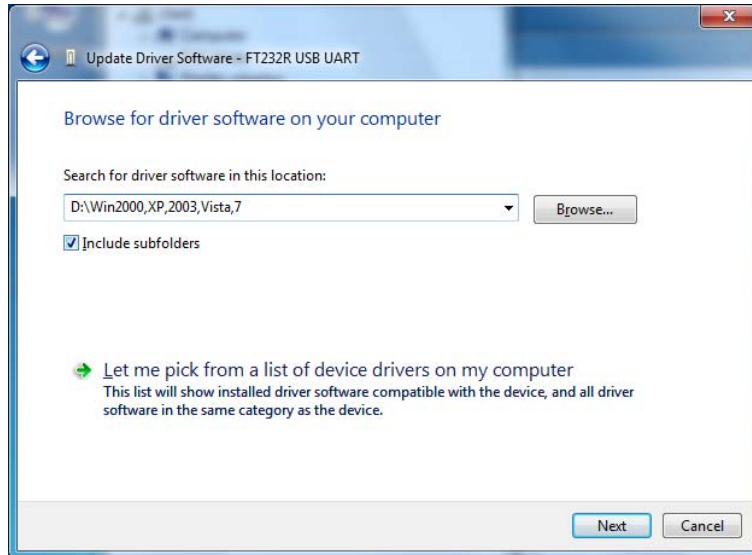 Update Driver Software - FT232R USB UART
Browse for driver software on your computer
Search for driver software in this location:
D:\Win2000,XP,2003,Vista,7
Browse...
Include subfolders
Let me pick from a list of device drivers on my computer
This list will show installed driver software compatible with the device, and all driver
software in the same category as the device.
Next
Cancel